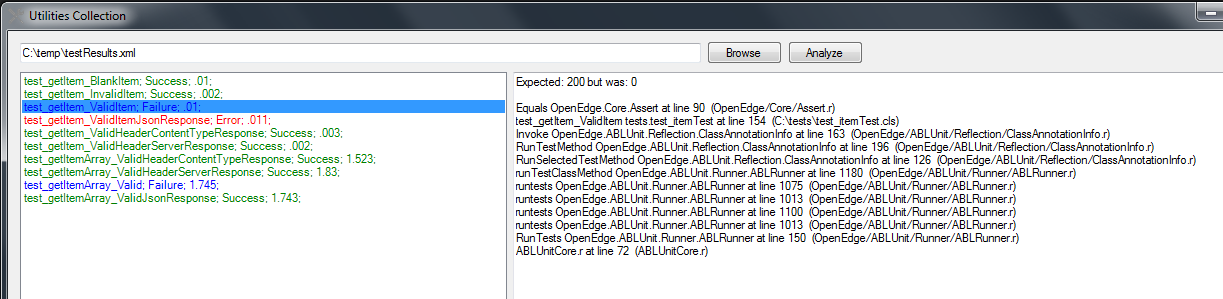 Utilities Collection
C:\temp\testResults.xml
Browse
Analyze
test_getItem_BlankItem; Success; .01;
test_getItem_InvalidItem; Success; .002;
test_getItem_ValidItem; Failure; .01;
test_getItem_ValidItemJsonResponse; Error; .011;
test_getItem_ValidHeaderContentTypeResponse; Success; .003;
test_getItem_ValidHeaderServerResponse; Success; .002;
test_getItemArray_ValidHeaderContentTypeResponse; Success; 1.523;
test_getItemArray_ValidHeaderServerResponse; Success; 1.83;
test_getItemArray_Valid; Failure; 1.745;
test_getItemArray_ValidJsonResponse; Success; 1.743;
Expected: 200 but was: 0
Equals OpenEdge.Core.Assert at line 90 (OpenEdge/Core/Assert.r)
test_getItem_ValidItem tests.test_itemTest at line 154 (C:\tests\test_itemTest.cls)
Invoke OpenEdge.ABLUnit.Reflection.ClassAnnotationInfo at line 163 (OpenEdge/ABLUnit/Reflection/ClassAnnotationInfo.r)
RunTestMethod OpenEdge.ABLUnit.Reflection.ClassAnnotationInfo at line 196 (OpenEdge/ABLUnit/Reflection/ClassAnnotationInfo.r)
RunSelectedTestMethod OpenEdge.ABLUnit.Reflection.ClassAnnotationInfo at line 126 (OpenEdge/ABLUnit/Reflection/ClassAnnotationInfo.r)
runTestClassMethod OpenEdge.ABLUnit.Runner.ABLRunner at line 1180 (OpenEdge/ABLUnit/Runner/ABLRunner.r)
runtests OpenEdge.ABLUnit.Runner.ABLRunner at line 1075 (OpenEdge/ABLUnit/Runner/ABLRunner.r)
runtests OpenEdge.ABLUnit.Runner.ABLRunner at line 1013 (OpenEdge/ABLUnit/Runner/ABLRunner.r)
runtests OpenEdge.ABLUnit.Runner.ABLRunner at line 1100 (OpenEdge/ABLUnit/Runner/ABLRunner.r)
runtests OpenEdge.ABLUnit.Runner.ABLRunner at line 1013 (OpenEdge/ABLUnit/Runner/ABLRunner.r)
RunTests OpenEdge.ABLUnit.Runner.ABLRunner at line 150 (OpenEdge/ABLUnit/Runner/ABLRunner.r)
ABLUnitCore.r at line 72 (ABLUnitCore.r)